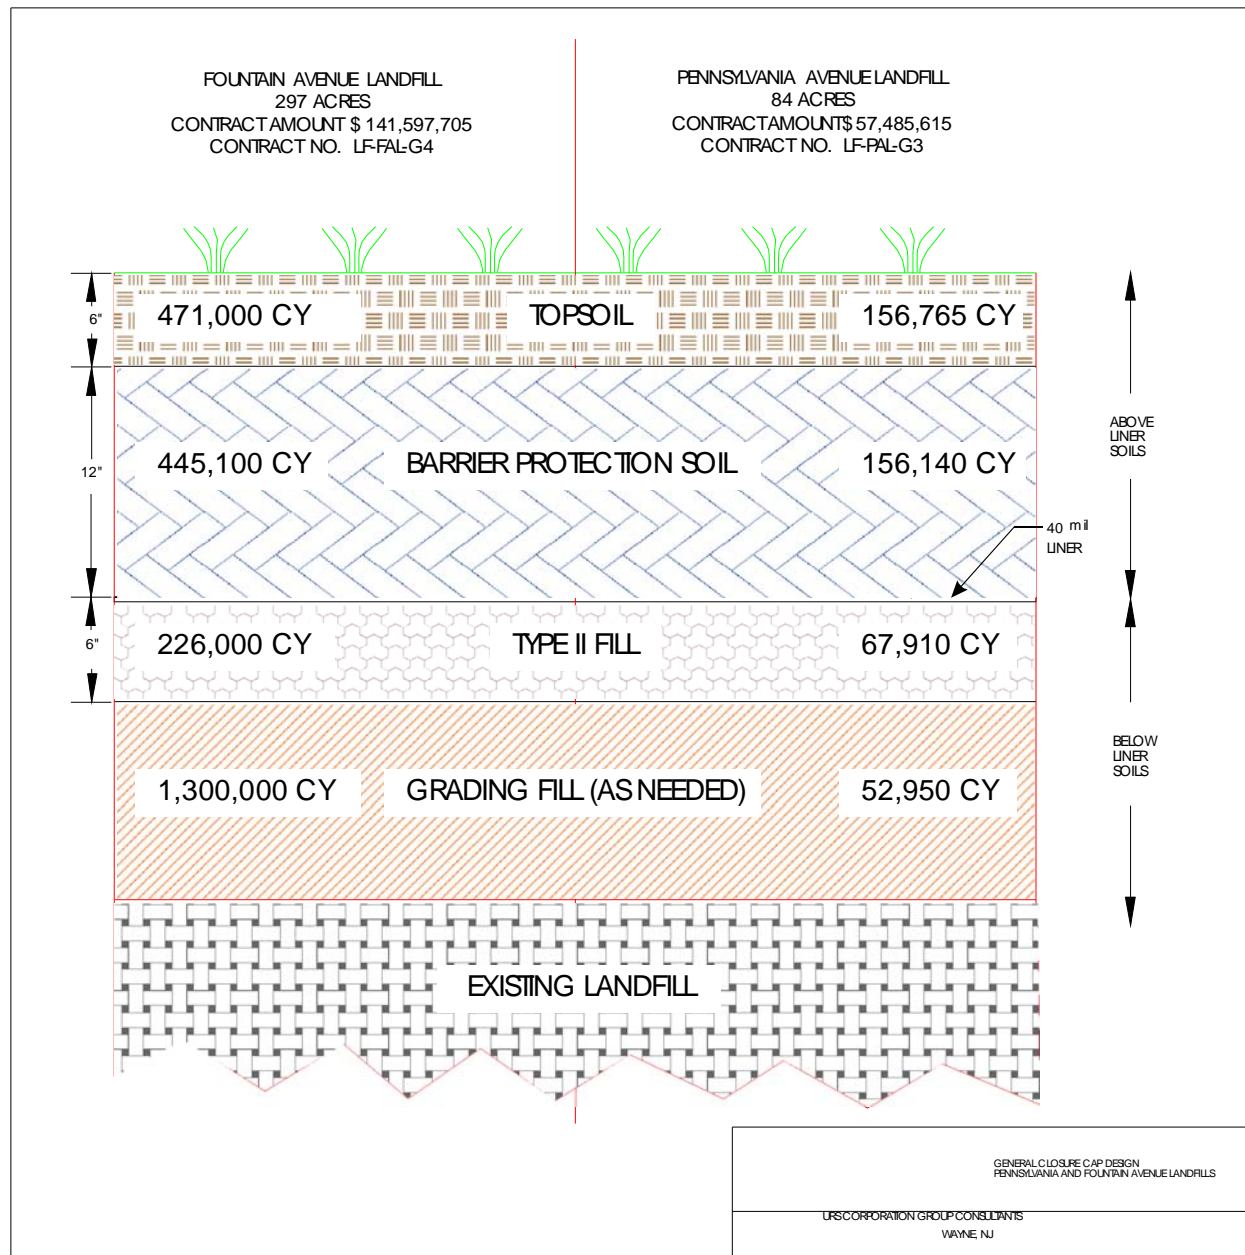 FOUNTAIN AVENUE LANDFILL
297 ACRES
CONTRACT AMOUNT $ 141,597,705
CONTRACT NO. LF-FAL-G4
PENNSYLVANIA AVENUE LANDFILL
84 ACRES
CONTRACT AMOUNT $ 57,485,615
CONTRACT NO. LF-PAL-G3
6"
471,000 CY
TOPSOIL
156,765 CY
12"
445,100 CY
BARRIER PROTECTION SOIL
156,140 CY
ABOVE
LINER
SOILS
40 mil
LINER
6"
226,000 CY
TYPE II FILL
67,910 CY
1,300,000 CY
GRADING FILL (AS NEEDED)
52,950 CY
BELOW
LINER
SOILS
EXISTING LANDFILL
GENERAL CLOSURE CAP DESIGN
PENNSYLVANIA AND FOUNTAIN AVENUE LANDFILLS
URS CORPORATION GROUP CONSULTANTS
WAYNE, NJ